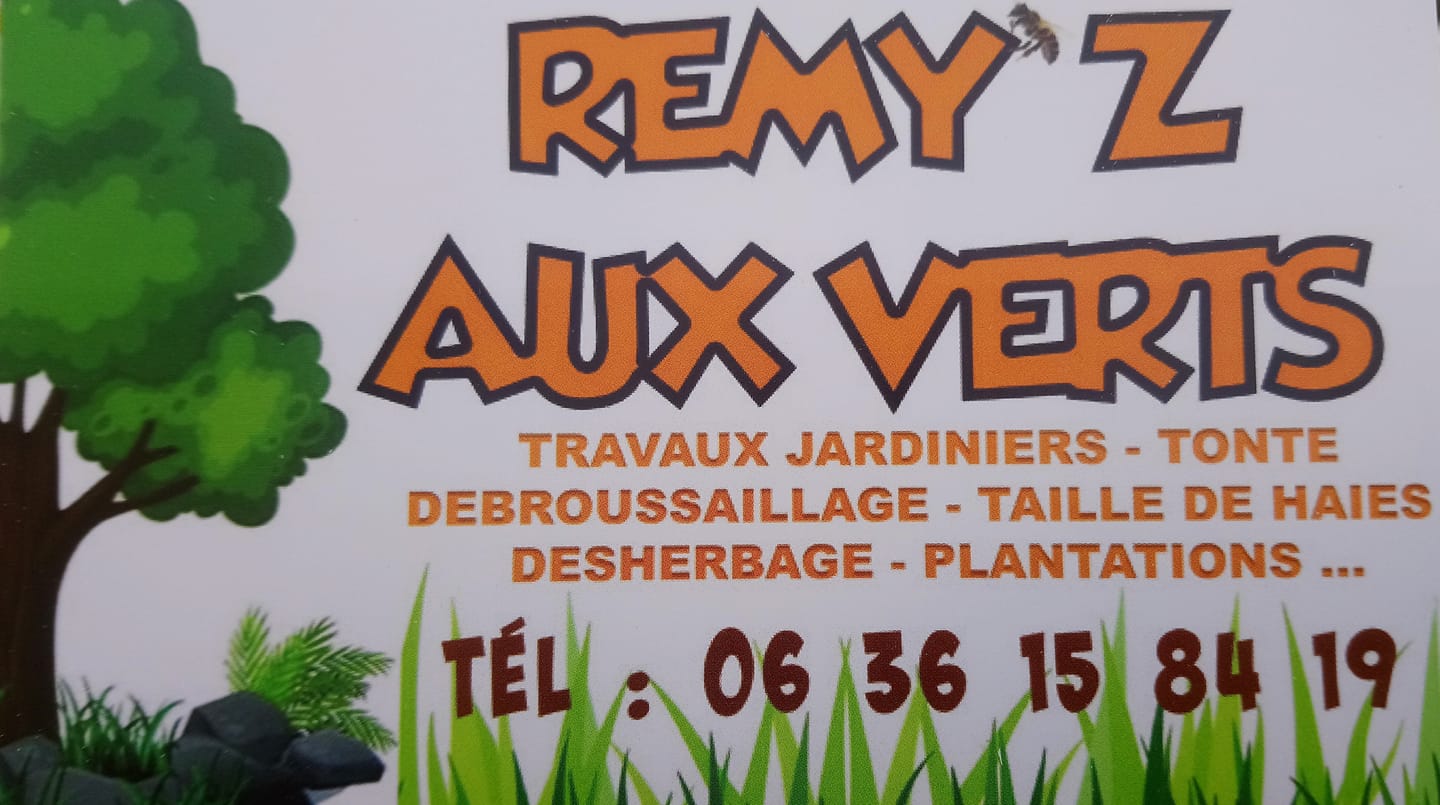 REMY Z
AUX VERTS
TRAVAUX JARDINIERS - TONTE
DEBROUSSAILLAGE - TAILLE DE HAIES
DESHERBAGE - PLANTATIONS ...
TÉL : 06 36 15 84 19